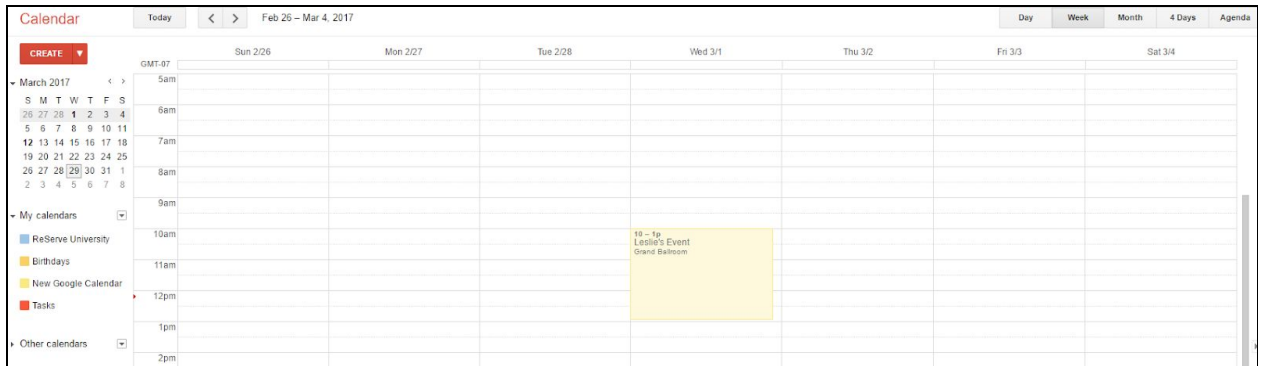 Calendar Today < > Feb 26 – Mar 4, 2017 Day Week Month 4 Days Agenda
CREATE
March 2017 < >
S M T W T F S
26 27 28 1 2 3 4
5 6 7 8 9 10 11
12 13 14 15 16 17 18
19 20 21 22 23 24 25
26 27 28 29 30 31 1
2 3 4 5 6 7 8
My calendars
ReServe University
Birthdays
New Google Calendar
Tasks
Other calendars
Sun 2/26 Mon 2/27 Tue 2/28 Wed 3/1 Thu 3/2 Fri 3/3 Sat 3/4
GMT-07
5am
6am
7am
8am
9am
10am
11am
12pm
1pm
2pm
10 – 1p
Leslie's Event
Grand Ballroom